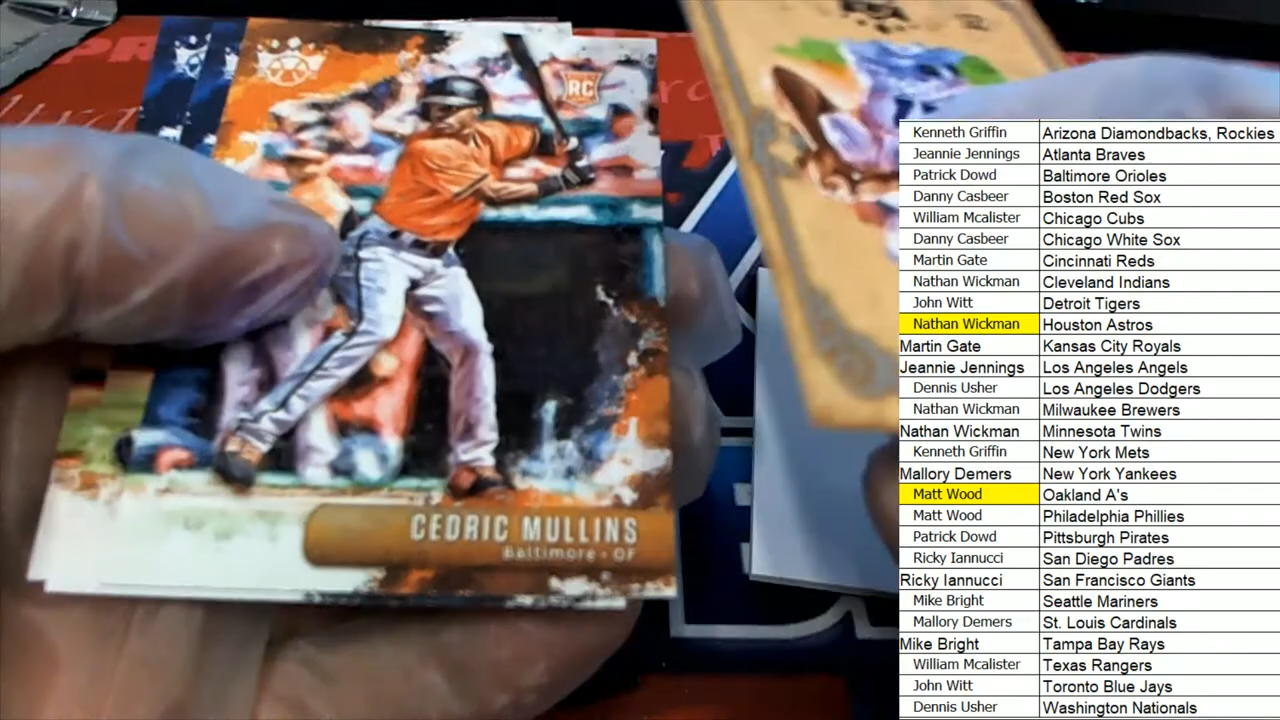 RC
CEDRIC MULLINS
Baltimore • OF
Kenneth Griffin Arizona Diamondbacks, Rockies
Jeannie Jennings Atlanta Braves
Patrick Dowd Baltimore Orioles
Danny Casbeer Boston Red Sox
William Mcalister Chicago Cubs
Danny Casbeer Chicago White Sox
Martin Gate Cincinnati Reds
Nathan Wickman Cleveland Indians
John Witt Detroit Tigers
Nathan Wickman Houston Astros
Martin Gate Kansas City Royals
Jeannie Jennings Los Angeles Angels
Dennis Usher Los Angeles Dodgers
Nathan Wickman Milwaukee Brewers
Nathan Wickman Minnesota Twins
Kenneth Griffin New York Mets
Mallory Demers New York Yankees
Matt Wood Oakland A's
Matt Wood Philadelphia Phillies
Patrick Dowd Pittsburgh Pirates
Ricky Iannucci San Diego Padres
Ricky Iannucci San Francisco Giants
Mike Bright Seattle Mariners
Mallory Demers St. Louis Cardinals
Mike Bright Tampa Bay Rays
William Mcalister Texas Rangers
John Witt Toronto Blue Jays
Dennis Usher Washington Nationals